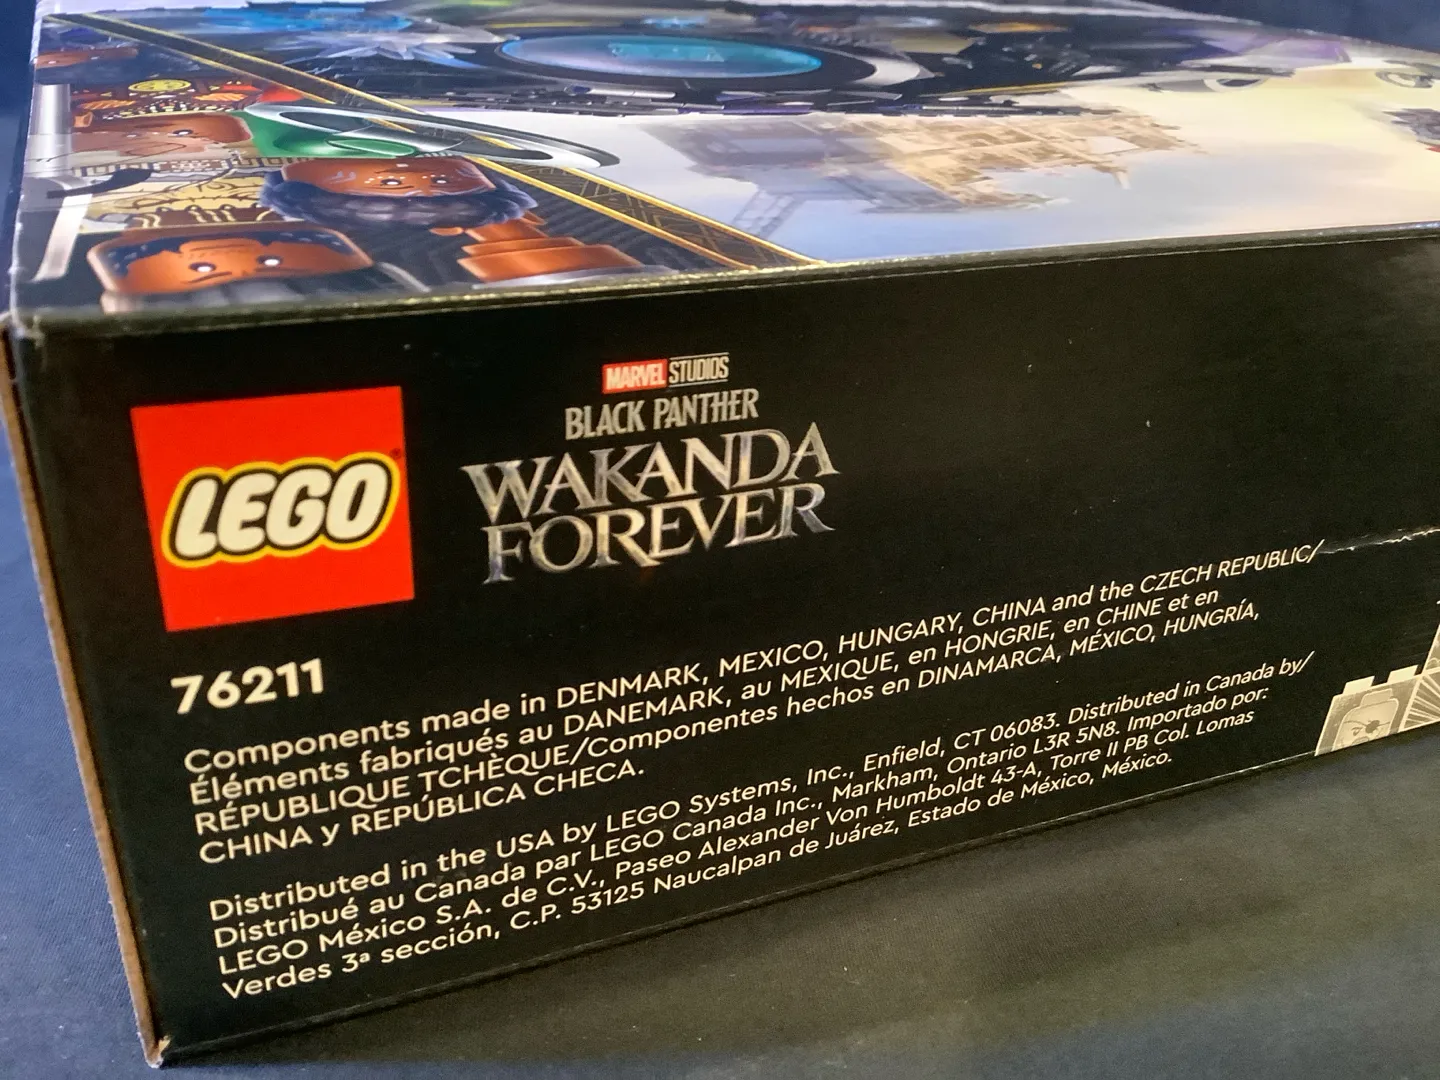 MARVEL STUDIOS
BLACK PANTHER
WAKANDA
FOREVER
LEGO®
76211
Components made in DENMARK, MEXICO, HUNGARY, CHINA and the CZECH REPUBLIC/
Éléments fabriqués au DANEMARK, au MEXIQUE, en HONGRIE, en CHINE et en
RÉPUBLIQUE TCHÈQUE/Componentes hechos en DINAMARCA, MÉXICO, HUNGRÍA,
CHINA y REPÚBLICA CHECA.
Distributed in the USA by LEGO Systems, Inc., Enfield, CT 06083. Distributed in Canada by/
Distribué au Canada par LEGO Canada Inc., Markham, Ontario L3R 5N8. Importado por:
LEGO México S.A. de C.V., Paseo Alexander Von Humboldt 43-A, Torre II PB Col. Lomas
Verdes 3ª sección, C.P. 53125 Naucalpan de Juárez, Estado de México, México.